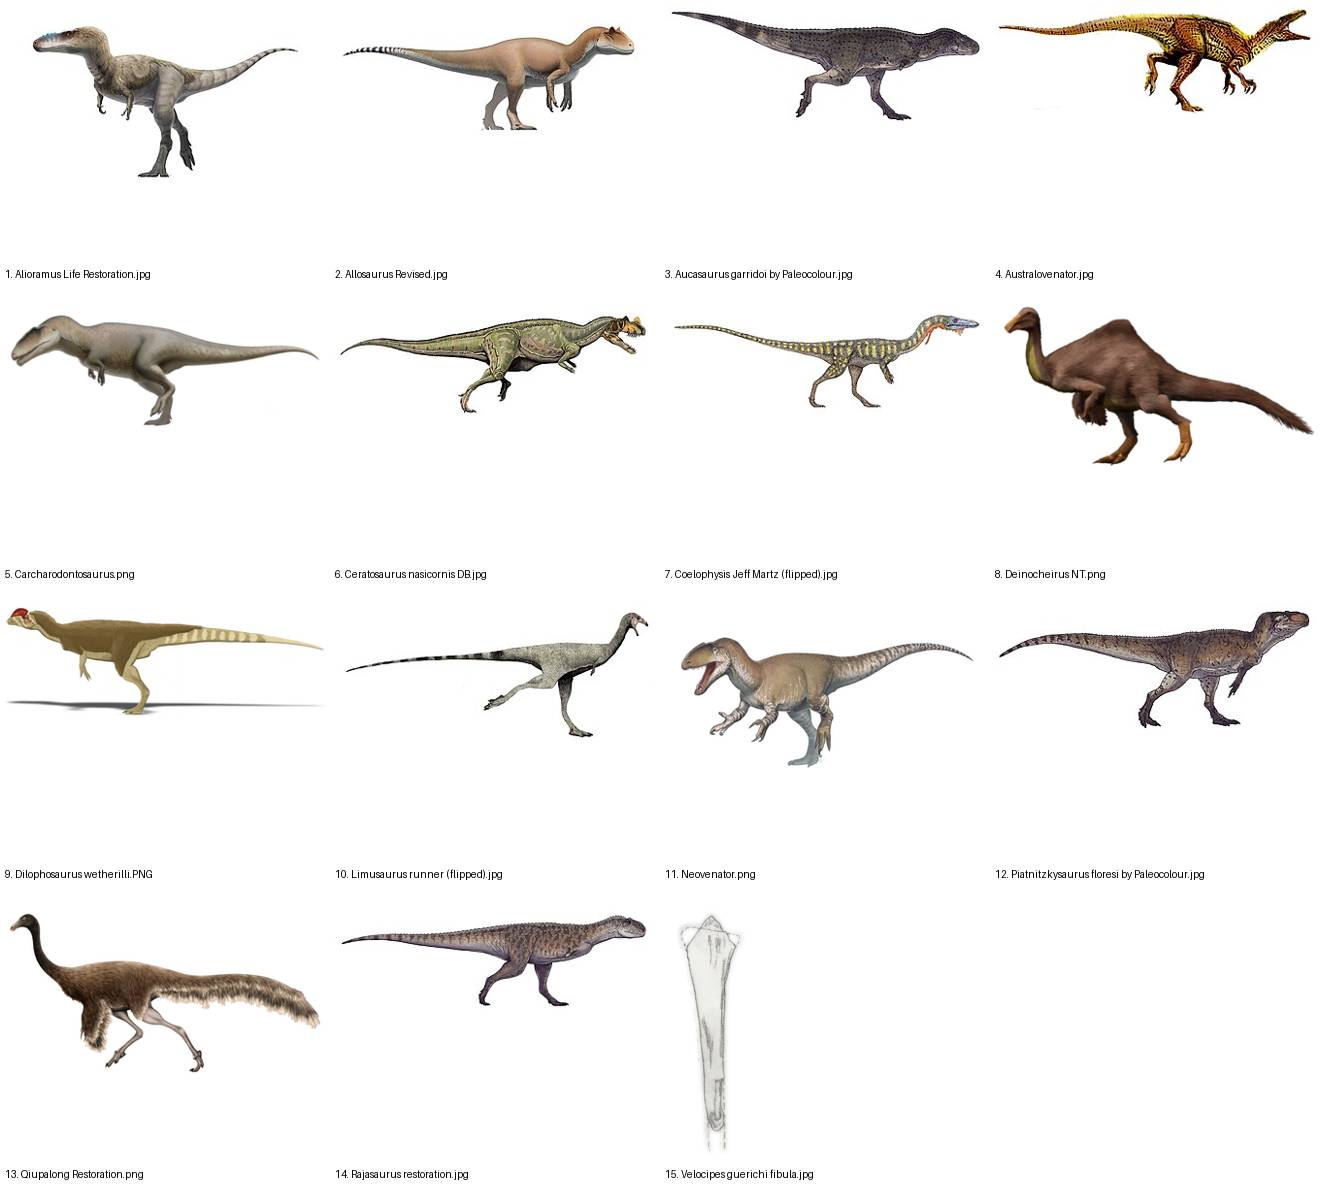 1. Alioramus Life Restoration.jpg
2. Allosaurus Revised.jpg
3. Aucasaurus garridoi by Paleocolour.jpg
4. Australovenator.jpg
5. Carcharodontosaurus.png
6. Ceratosaurus nasicornis DB.jpg
7. Coelophysis Jeff Martz (flipped).jpg
8. Deinocheirus NT.png
9. Dilophosaurus wetherilli.PNG
10. Limusaurus runner (flipped).jpg
11. Neovenator.png
12. Piatnitzkysaurus floresi by Paleocolour.jpg
13. Qiupalong Restoration.png
14. Rajasaurus restoration.jpg
15. Velocipes guerichi fibula.jpg